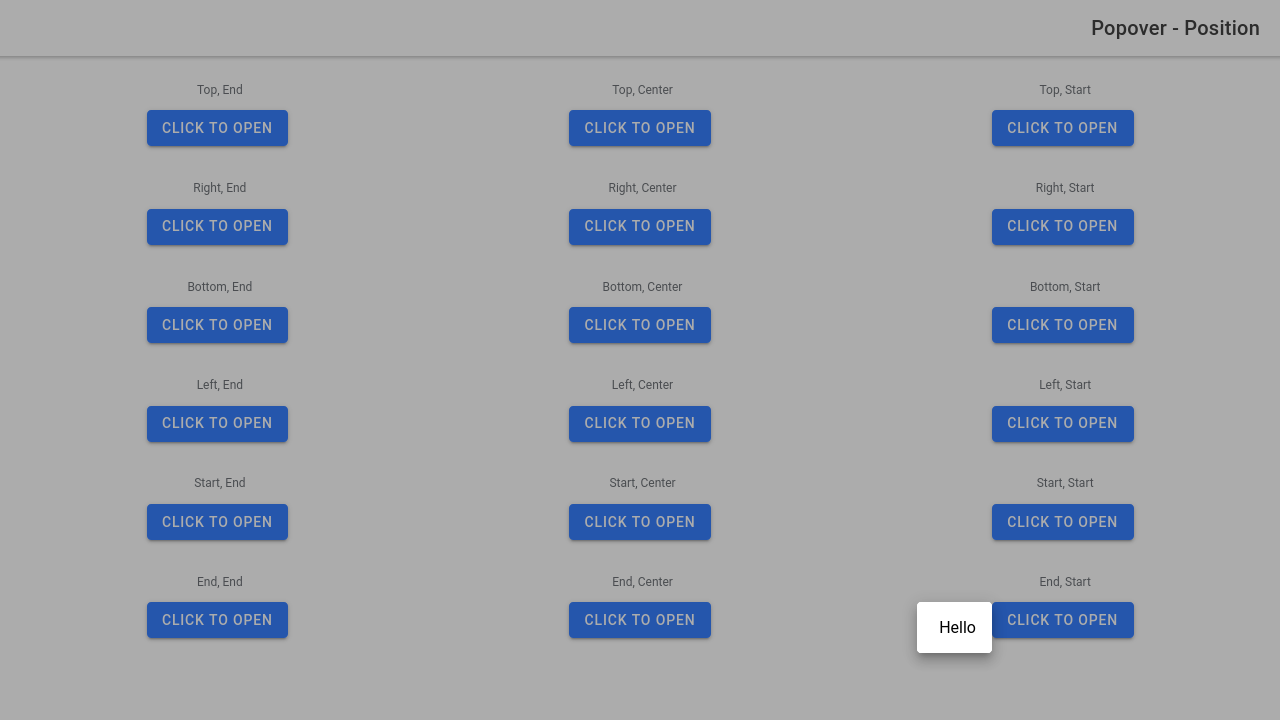 Popover - Position
Top, End
Top, Center
Top, Start
CLICK TO OPEN
CLICK TO OPEN
CLICK TO OPEN
Right, End
Right, Center
Right, Start
CLICK TO OPEN
CLICK TO OPEN
CLICK TO OPEN
Bottom, End
Bottom, Center
Bottom, Start
CLICK TO OPEN
CLICK TO OPEN
CLICK TO OPEN
Left, End
Left, Center
Left, Start
CLICK TO OPEN
CLICK TO OPEN
CLICK TO OPEN
Start, End
Start, Center
Start, Start
CLICK TO OPEN
CLICK TO OPEN
CLICK TO OPEN
End, End
End, Center
End, Start
CLICK TO OPEN
CLICK TO OPEN
CLICK TO OPEN
Hello